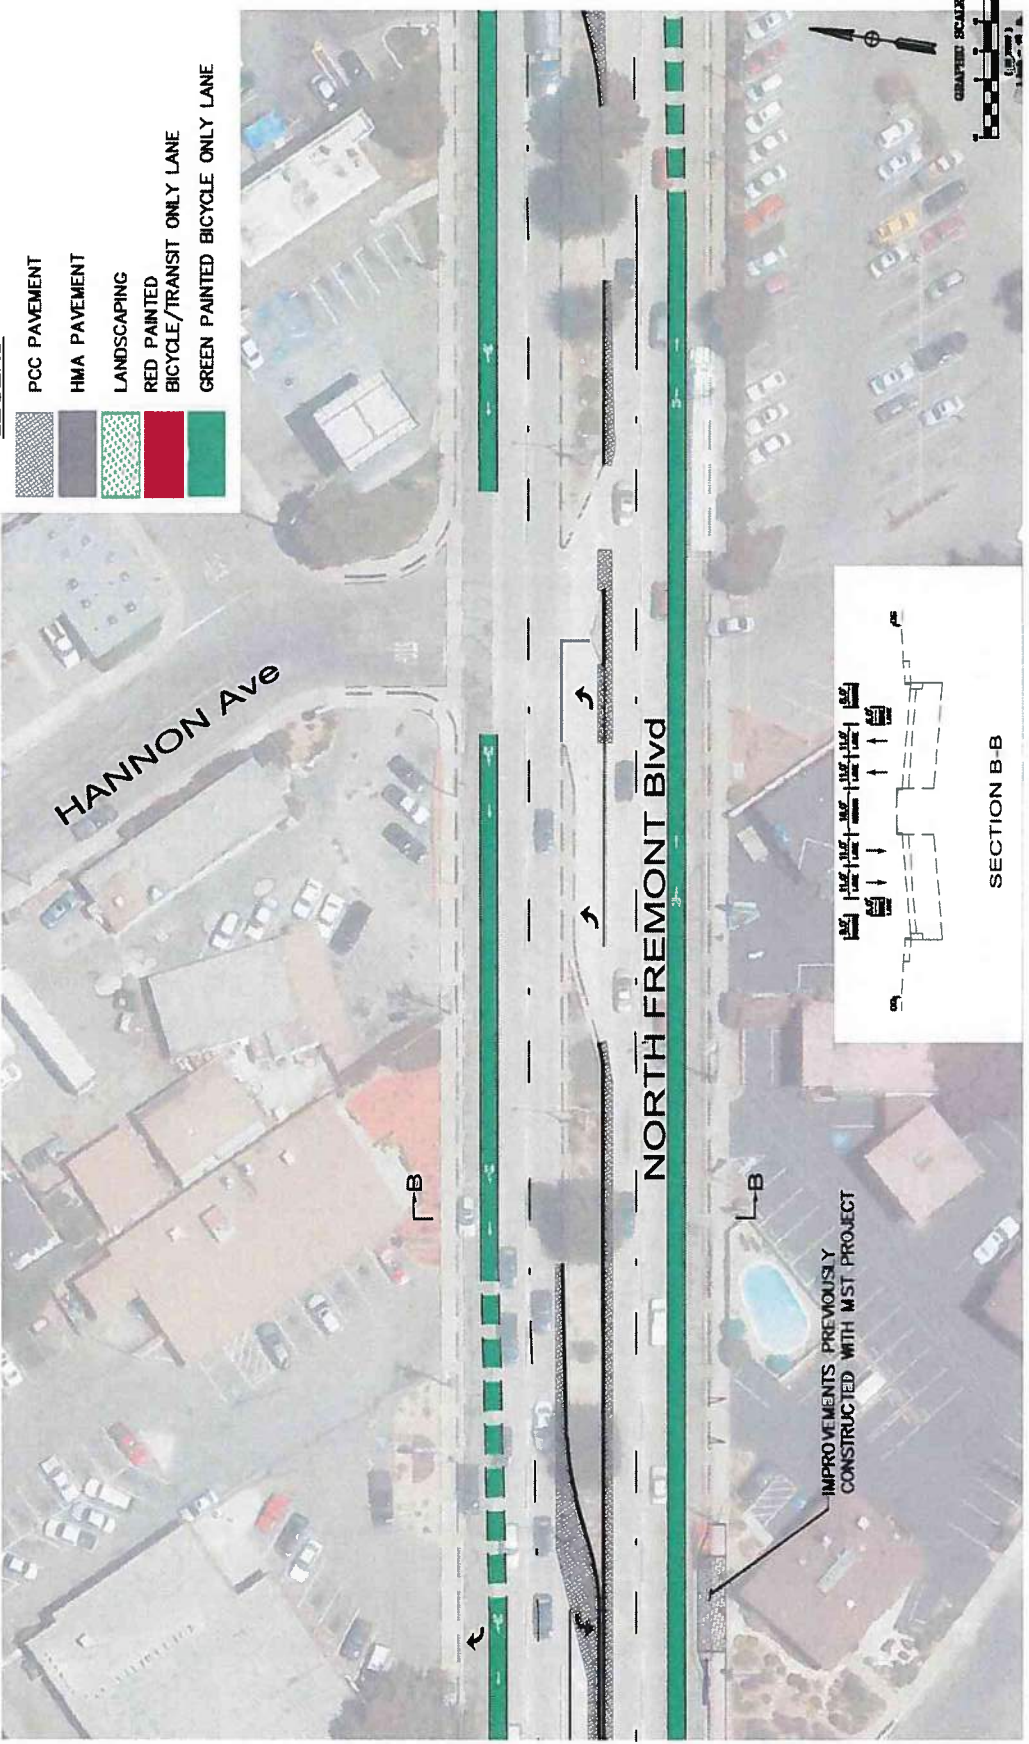 PCC PAVEMENT
HMA PAVEMENT
LANDSCAPING
RED PAINTED
BICYCLE/TRANSIT ONLY LANE
GREEN PAINTED BICYCLE ONLY LANE
GRAPHIC SCALE
HANNON Ave
NORTH FREMONT Blvd
B
B
IMPROVEMENTS PREVIOUSLY
CONSTRUCTED WITH MST PROJECT
SECTION B-B